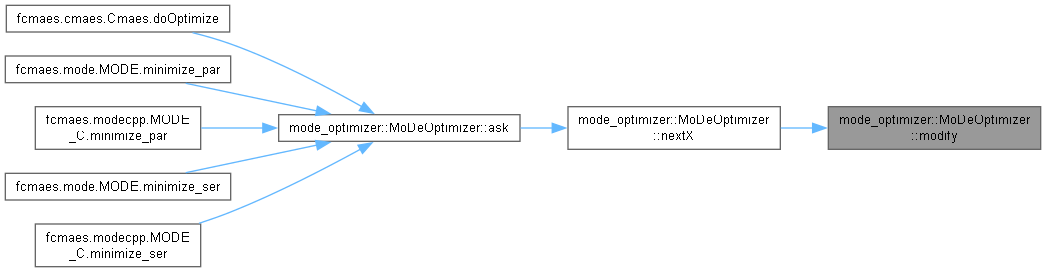 fcmaes.cmaes.Cmaes.doOptimize
fcmaes.mode.MODE.minimize_par
fcmaes.modecpp.MODE
_C.minimize_par
fcmaes.mode.MODE.minimize_ser
fcmaes.modecpp.MODE
_C.minimize_ser
mode_optimizer::MoDeOptimizer::ask
mode_optimizer::MoDeOptimizer
::nextX
mode_optimizer::MoDeOptimizer
::modify